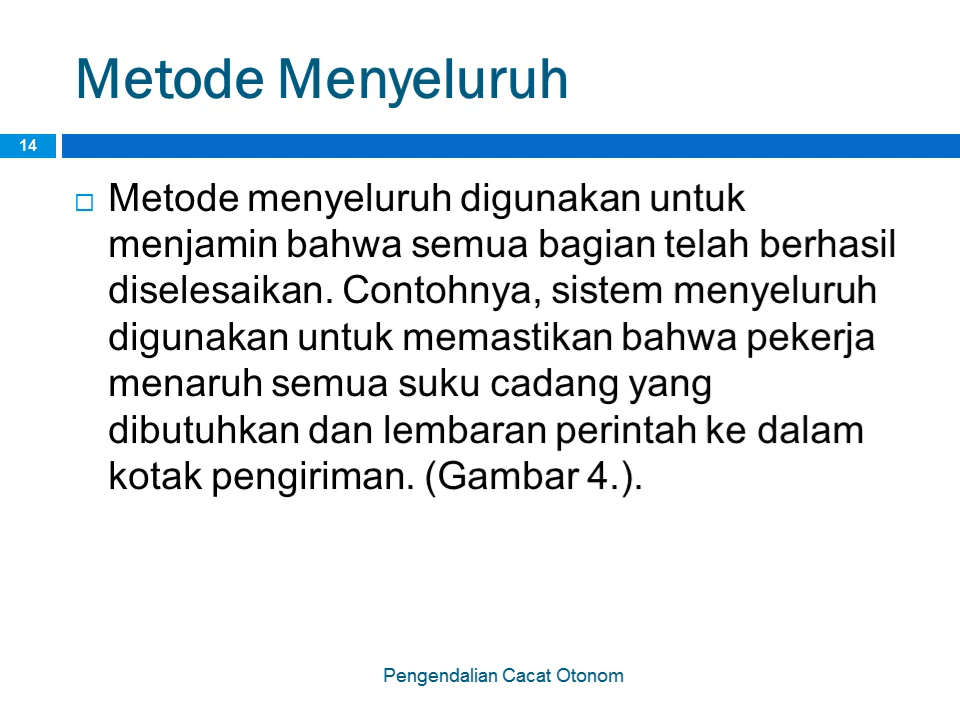 Metode Menyeluruh
14
Metode menyeluruh digunakan untuk
menjamin bahwa semua bagian telah berhasil
diselesaikan. Contohnya, sistem menyeluruh
digunakan untuk memastikan bahwa pekerja
menaruh semua suku cadang yang
dibutuhkan dan lembaran perintah ke dalam
kotak pengiriman. (Gambar 4.).
Pengendalian Cacat Otonom